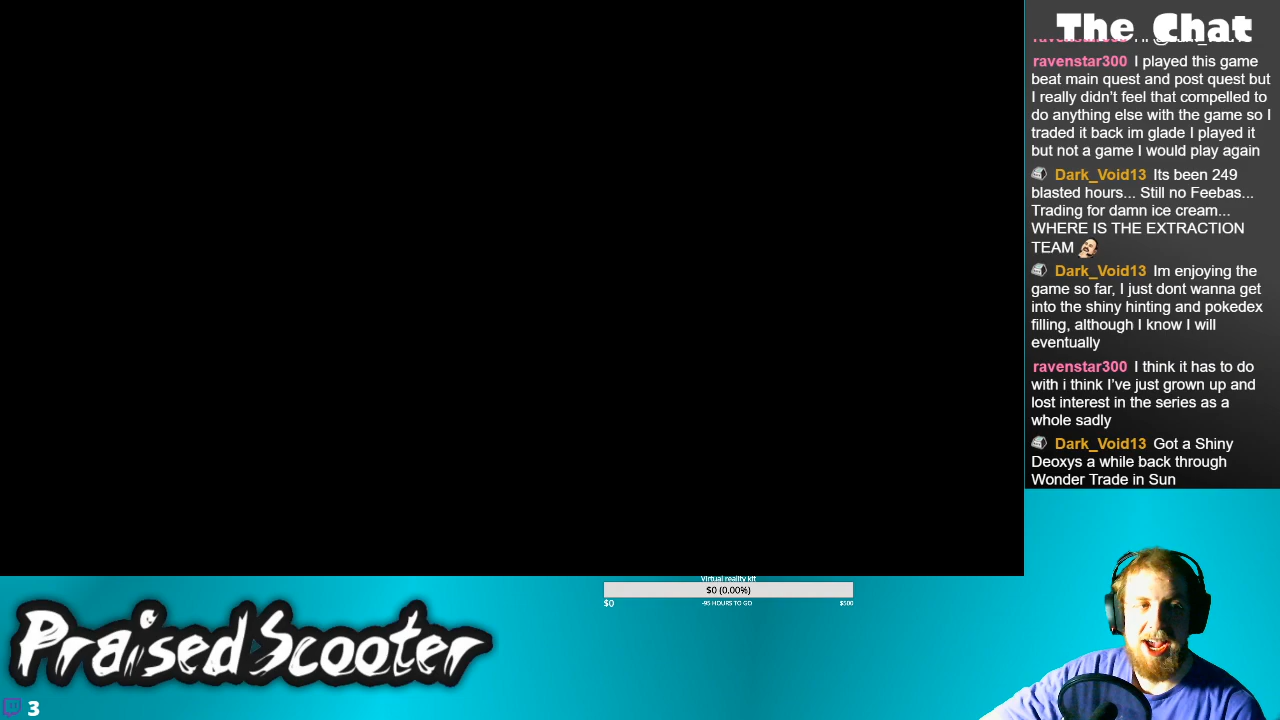 The Chat
ravenstar300 I played this game
beat main quest and post quest but
I really didn't feel that compelled to
do anything else with the game so I
traded it back im glade I played it
but not a game I would play again
Dark_Void13 Its been 249
blasted hours... Still no Feebas...
Trading for damn ice cream...
WHERE IS THE EXTRACTION
TEAM
Dark_Void13 Im enjoying the
game so far, I just dont wanna get
into the shiny hinting and pokedex
filling, although I know I will
eventually
ravenstar300 I think it has to do
with i think I've just grown up and
lost interest in the series as a
whole sadly
Dark_Void13 Got a Shiny
Deoxys a while back through
Wonder Trade in Sun
Virtual reality kit
$0 (0.00%)
$0 -95 HOURS TO GO $500
PraisedScooter
3